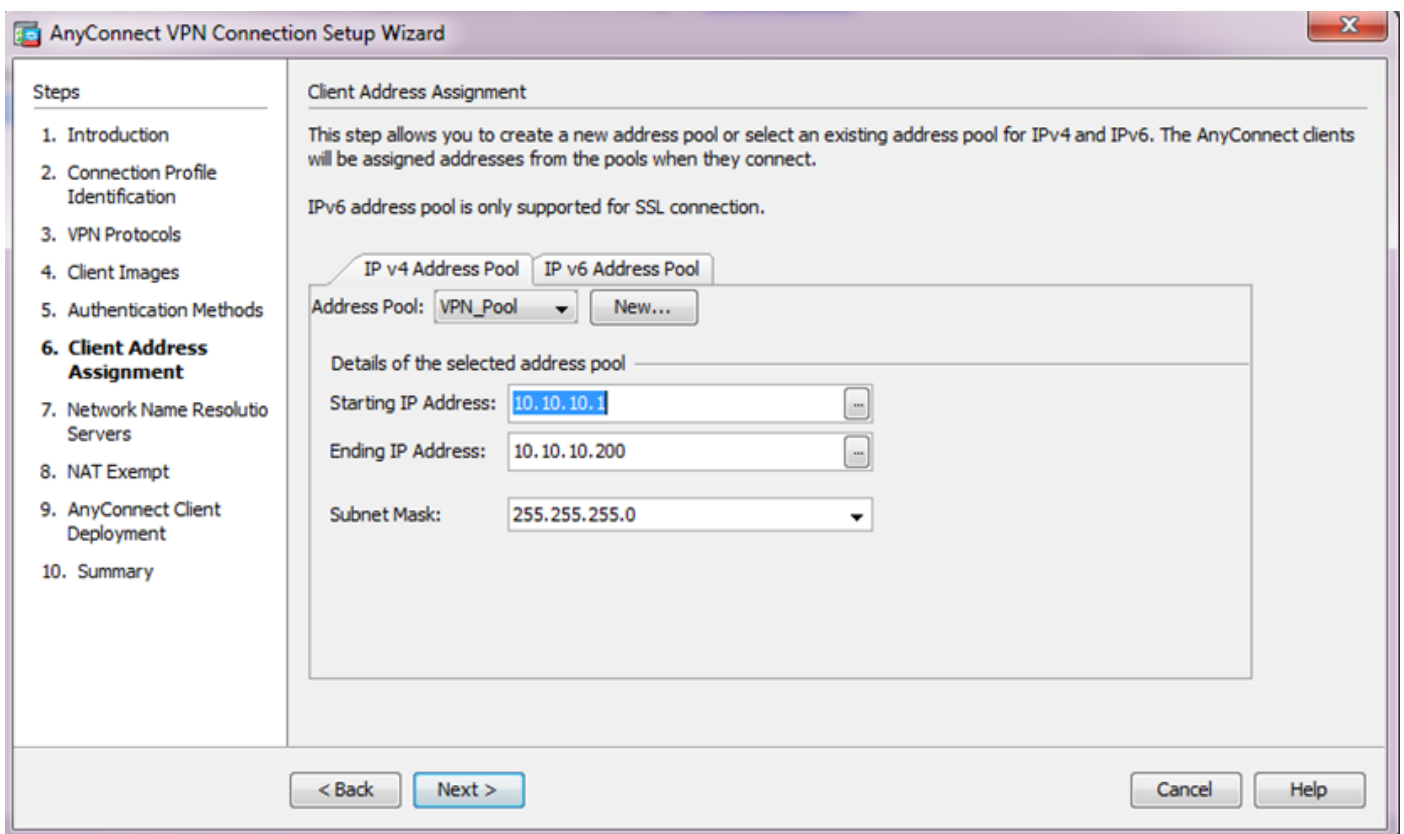 AnyConnect VPN Connection Setup Wizard
Steps
1. Introduction
2. Connection Profile
Identification
3. VPN Protocols
4. Client Images
5. Authentication Methods
6. Client Address
Assignment
7. Network Name Resolutio
Servers
8. NAT Exempt
9. AnyConnect Client
Deployment
10. Summary
Client Address Assignment
This step allows you to create a new address pool or select an existing address pool for IPv4 and IPv6. The AnyConnect clients
will be assigned addresses from the pools when they connect.
IPv6 address pool is only supported for SSL connection.
IP v4 Address Pool IP v6 Address Pool
Address Pool: VPN_Pool New...
Details of the selected address pool
Starting IP Address: 10.10.10.1 ...
Ending IP Address: 10.10.10.200 ...
Subnet Mask: 255.255.255.0
< Back Next > Cancel Help